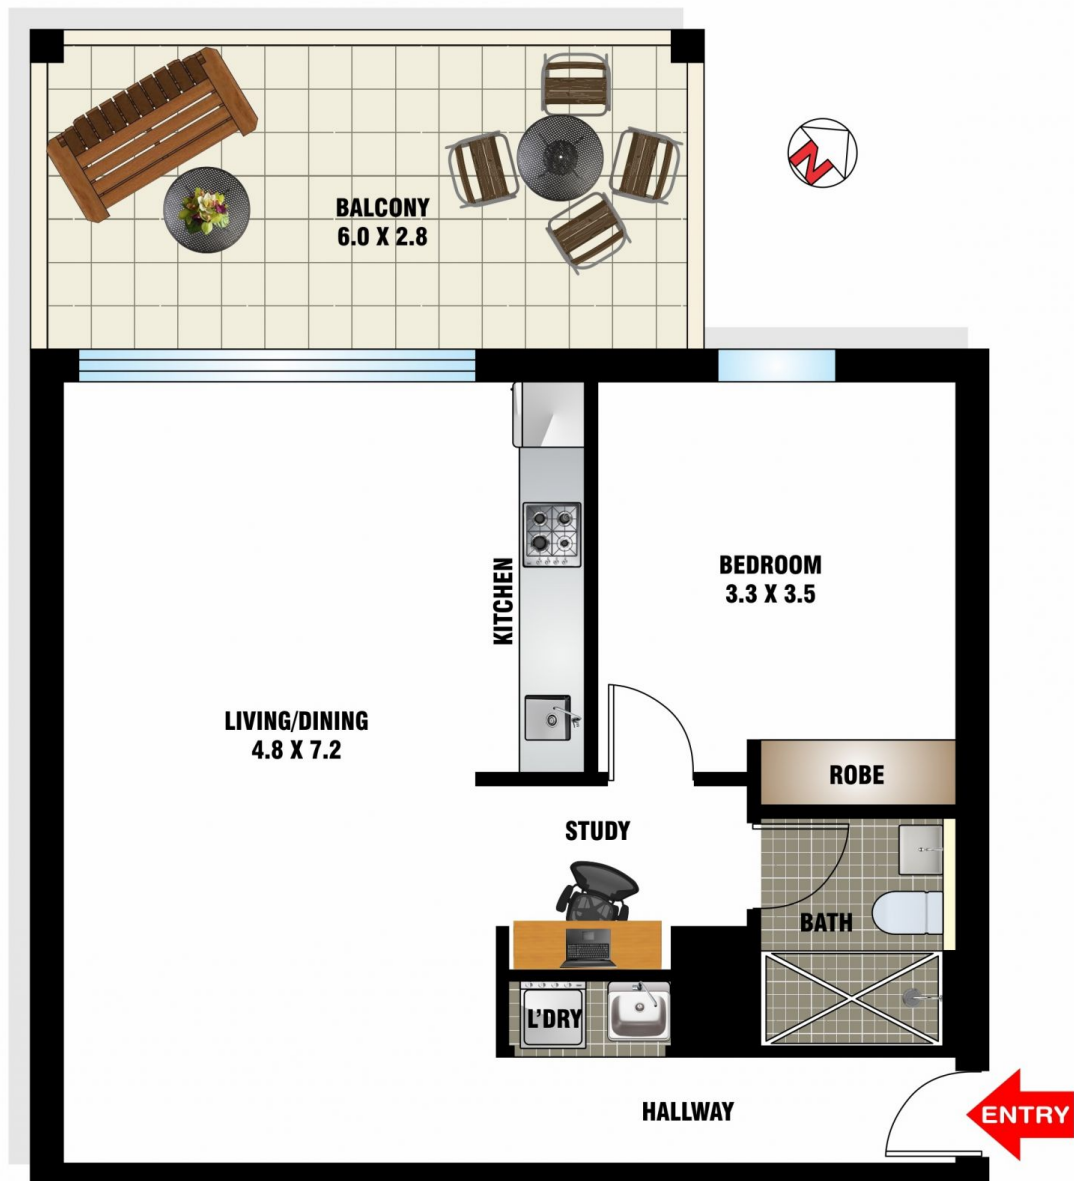 BALCONY
6.0 X 2.8
N
KITCHEN
BEDROOM
3.3 X 3.5
LIVING/DINING
4.8 X 7.2
ROBE
STUDY
BATH
L'DRY
HALLWAY
ENTRY